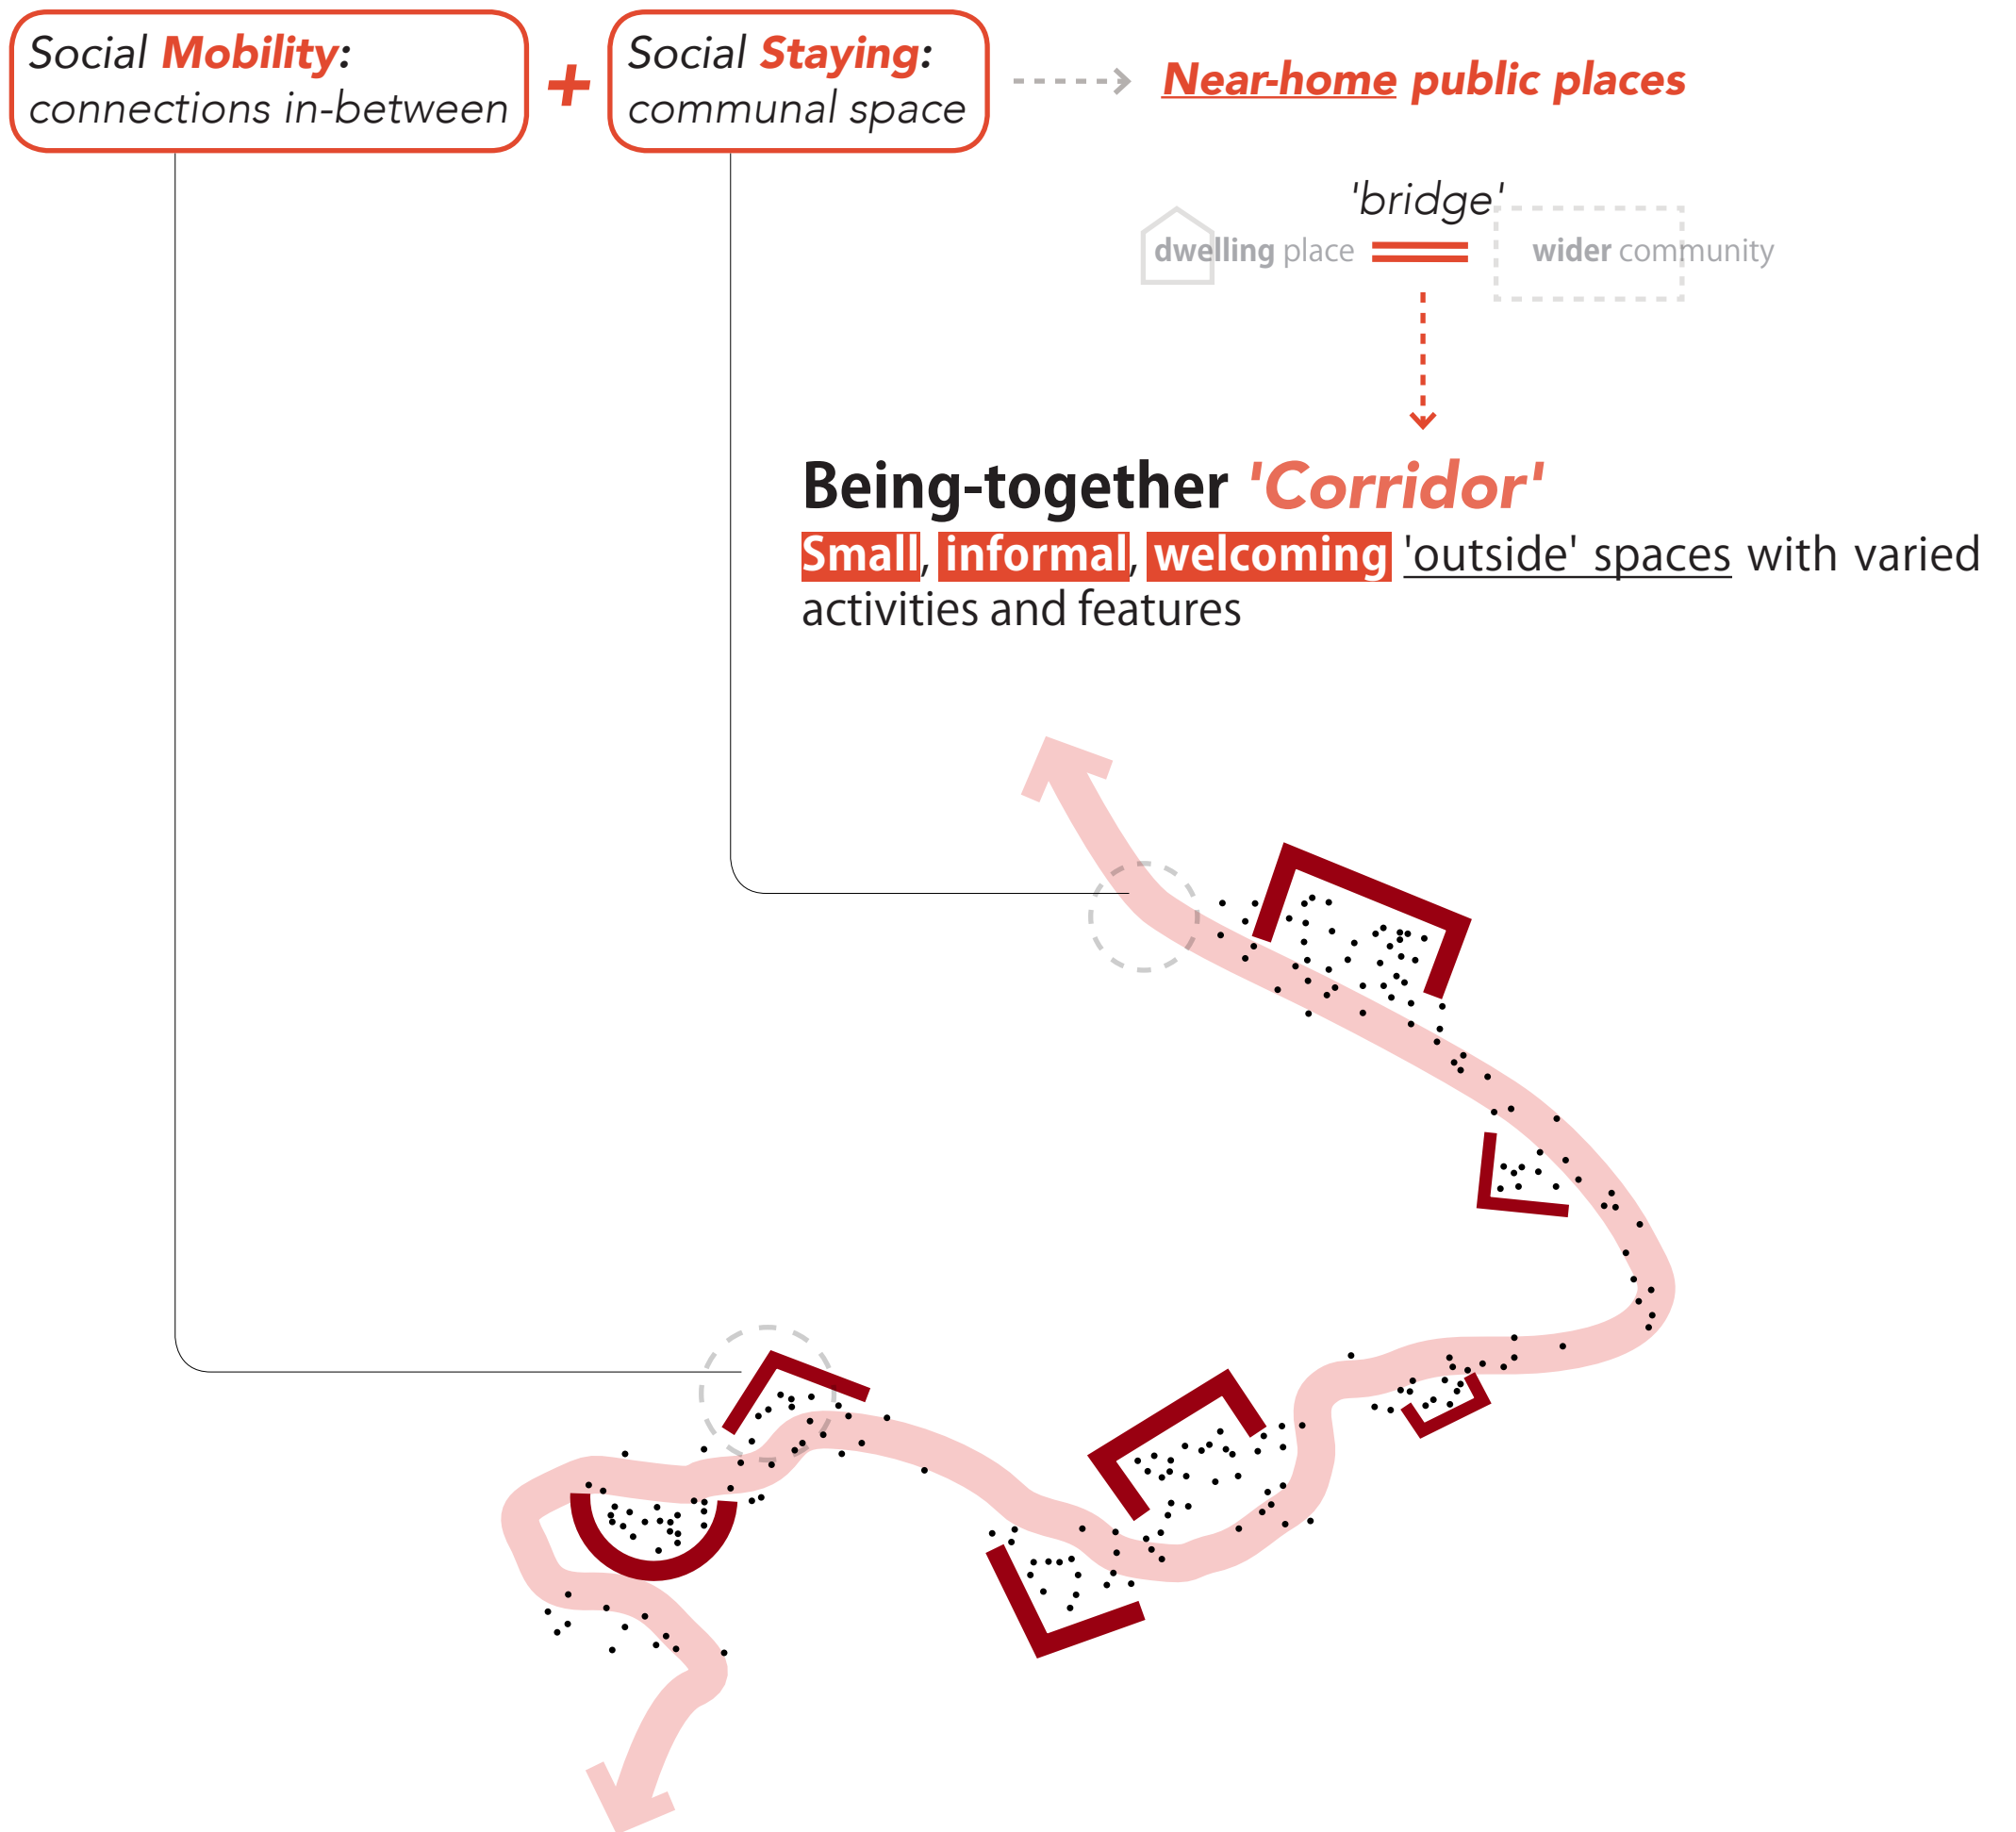 Social Mobility:
connections in-between
+
Social Staying:
communal space
Near-home public places
'bridge'
dwelling place
wider community
Being-together 'Corridor'
Small, informal, welcoming 'outside' spaces with varied
activities and features